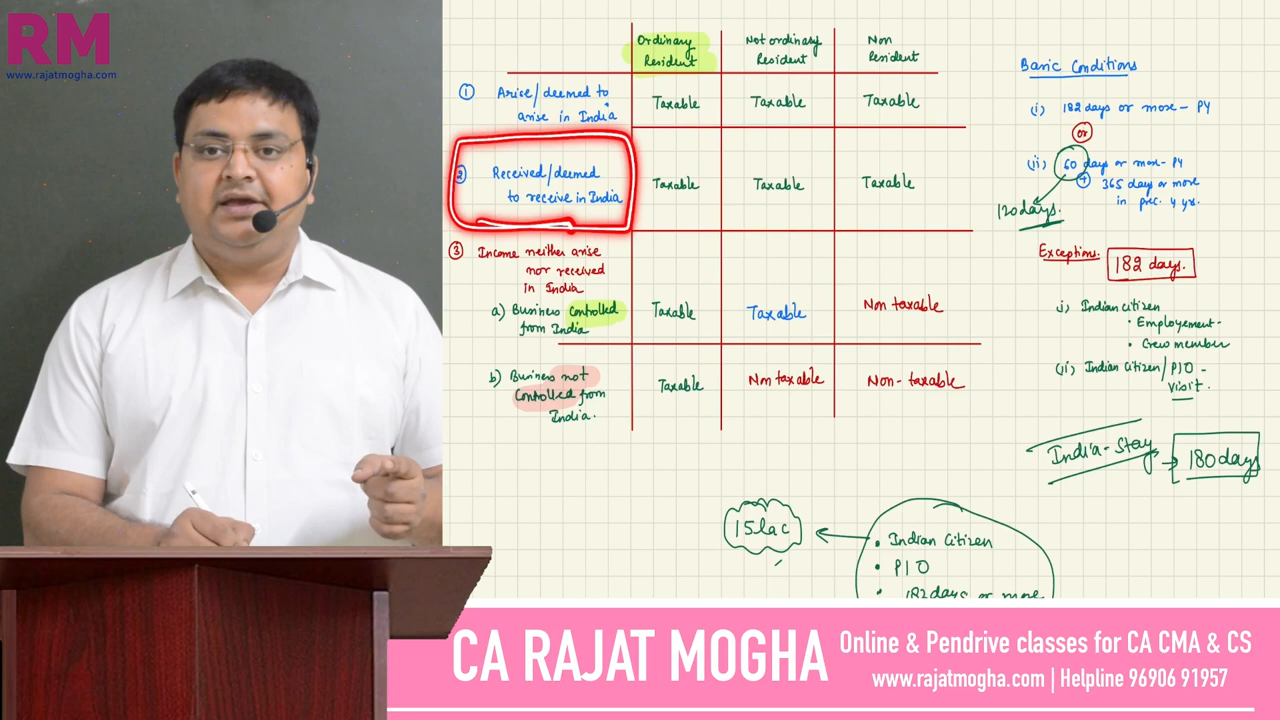 RM
www.rajatmogha.com
Ordinary Resident
Not ordinary Resident
Non Resident
① Arise/deemed to
arise in India
Taxable
Taxable
Taxable
② Received/deemed
to receive in India
Taxable
Taxable
Taxable
③ Income neither arise
nor received
in India
a) Business Controlled
from India
Taxable
Taxable
Non taxable
b) Business not
Controlled from
India.
Taxable
Non taxable
Non-taxable
Basic Conditions
(i) 182 days or more - PY
or
(ii) 60 days or more - PY
+ 365 days or more
in prec. 4 yrs.
120 days.
Exceptions.
182 days.
i) Indian citizen
• Employement-
• Crew member
(ii) Indian Citizen/PIO -
Visit.
India-Stay → 180 days
15 lac
• Indian Citizen
• PIO
• 182 days or more
CA RAJAT MOGHA
Online & Pendrive classes for CA CMA & CS
www.rajatmogha.com | Helpline 96906 91957